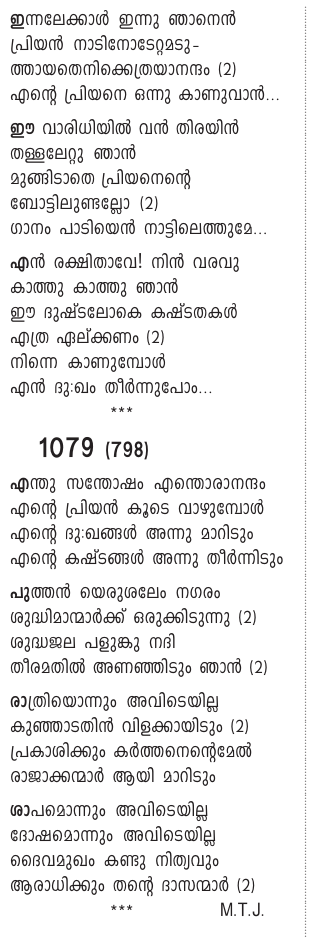 ഇന്നലേക്കാൾ ഇന്നു ഞാനെൻ
പ്രിയൻ നാടിനോടേറ്റമടു-
ത്തായതെനിക്കെത്രയാനന്ദം (2)
എന്റെ പ്രിയനെ ഒന്നു കാണുവാൻ...
ഈ വാരിധിയിൽ വൻ തിരയിൻ
തള്ളലേറ്റു ഞാൻ
മുങ്ങിടാതെ പ്രിയനെന്റെ
ബോട്ടിലുണ്ടല്ലോ (2)
ഗാനം പാടിയെൻ നാട്ടിലെത്തുമേ...
എൻ രക്ഷിതാവേ! നിൻ വരവു
കാത്തു കാത്തു ഞാൻ
ഈ ദുഷ്ടലോകെ കഷ്ടതകൾ
എത്ര ഏല്ക്കണം (2)
നിന്നെ കാണുമ്പോൾ
എൻ ദു:ഖം തീർന്നുപോം...
***
1079 (798)
എന്തു സന്തോഷം എന്തൊരാനന്ദം
എന്റെ പ്രിയൻ കൂടെ വാഴുമ്പോൾ
എന്റെ ദു:ഖങ്ങൾ അന്നു മാറിടും
എന്റെ കഷ്ടങ്ങൾ അന്നു തീർന്നിടും
പുത്തൻ യെരുശലേം നഗരം
ശുദ്ധിമാന്മാർക്ക് ഒരുക്കിടുന്നു (2)
ശുദ്ധജല പളുങ്കു നദി
തീരമതിൽ അണഞ്ഞിടും ഞാൻ (2)
രാത്രിയൊന്നും അവിടെയില്ല
കുഞ്ഞാടതിൻ വിളക്കായിടും (2)
പ്രകാശിക്കും കർത്തനെന്റെമേൽ
രാജാക്കന്മാർ ആയി മാറിടും
ശാപമൊന്നും അവിടെയില്ല
ദോഷമൊന്നും അവിടെയില്ല
ദൈവമുഖം കണ്ടു നിത്യവും
ആരാധിക്കും തന്റെ ദാസന്മാർ (2)
*** M.T.J.